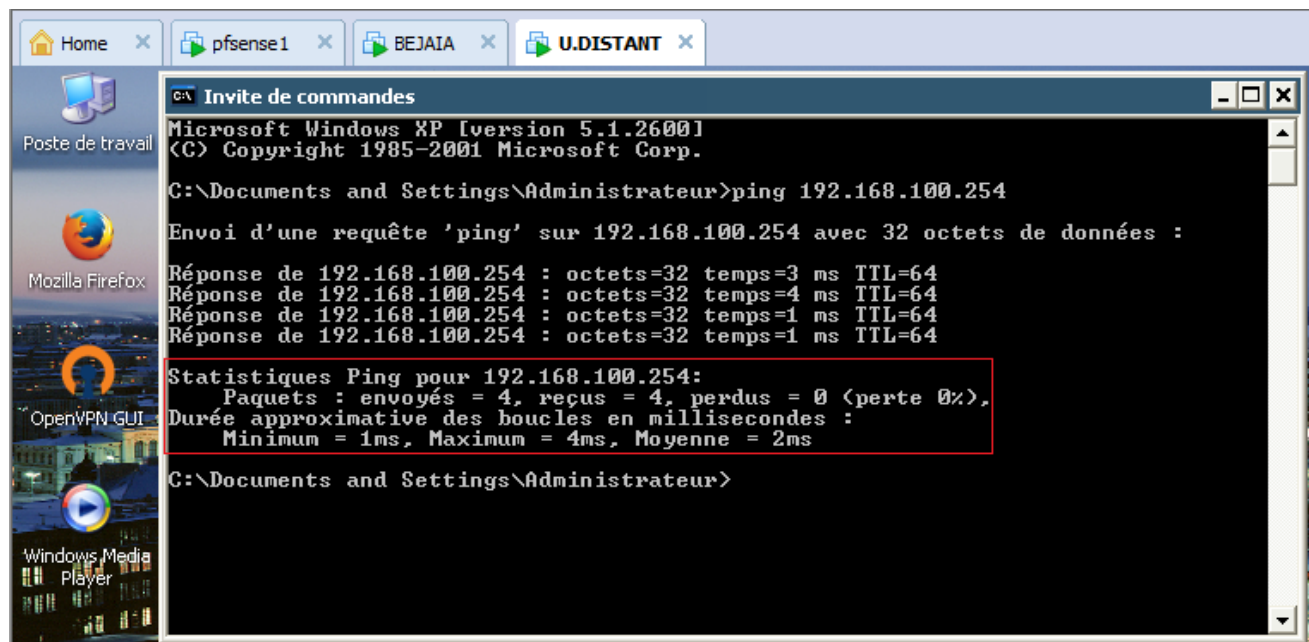 Home
pfsense1
BEJAIA
U.DISTANT
Poste de travail
Mozilla Firefox
OpenVPN GUI
Windows Media
Player
Invite de commandes
Microsoft Windows XP [version 5.1.2600]
(C) Copyright 1985-2001 Microsoft Corp.
C:\Documents and Settings\Administrateur>ping 192.168.100.254
Envoi d'une requête 'ping' sur 192.168.100.254 avec 32 octets de données :
Réponse de 192.168.100.254 : octets=32 temps=3 ms TTL=64
Réponse de 192.168.100.254 : octets=32 temps=4 ms TTL=64
Réponse de 192.168.100.254 : octets=32 temps=1 ms TTL=64
Réponse de 192.168.100.254 : octets=32 temps=1 ms TTL=64
Statistiques Ping pour 192.168.100.254:
Paquets : envoyés = 4, reçus = 4, perdus = 0 (perte 0%),
Durée approximative des boucles en millisecondes :
Minimum = 1ms, Maximum = 4ms, Moyenne = 2ms
C:\Documents and Settings\Administrateur>